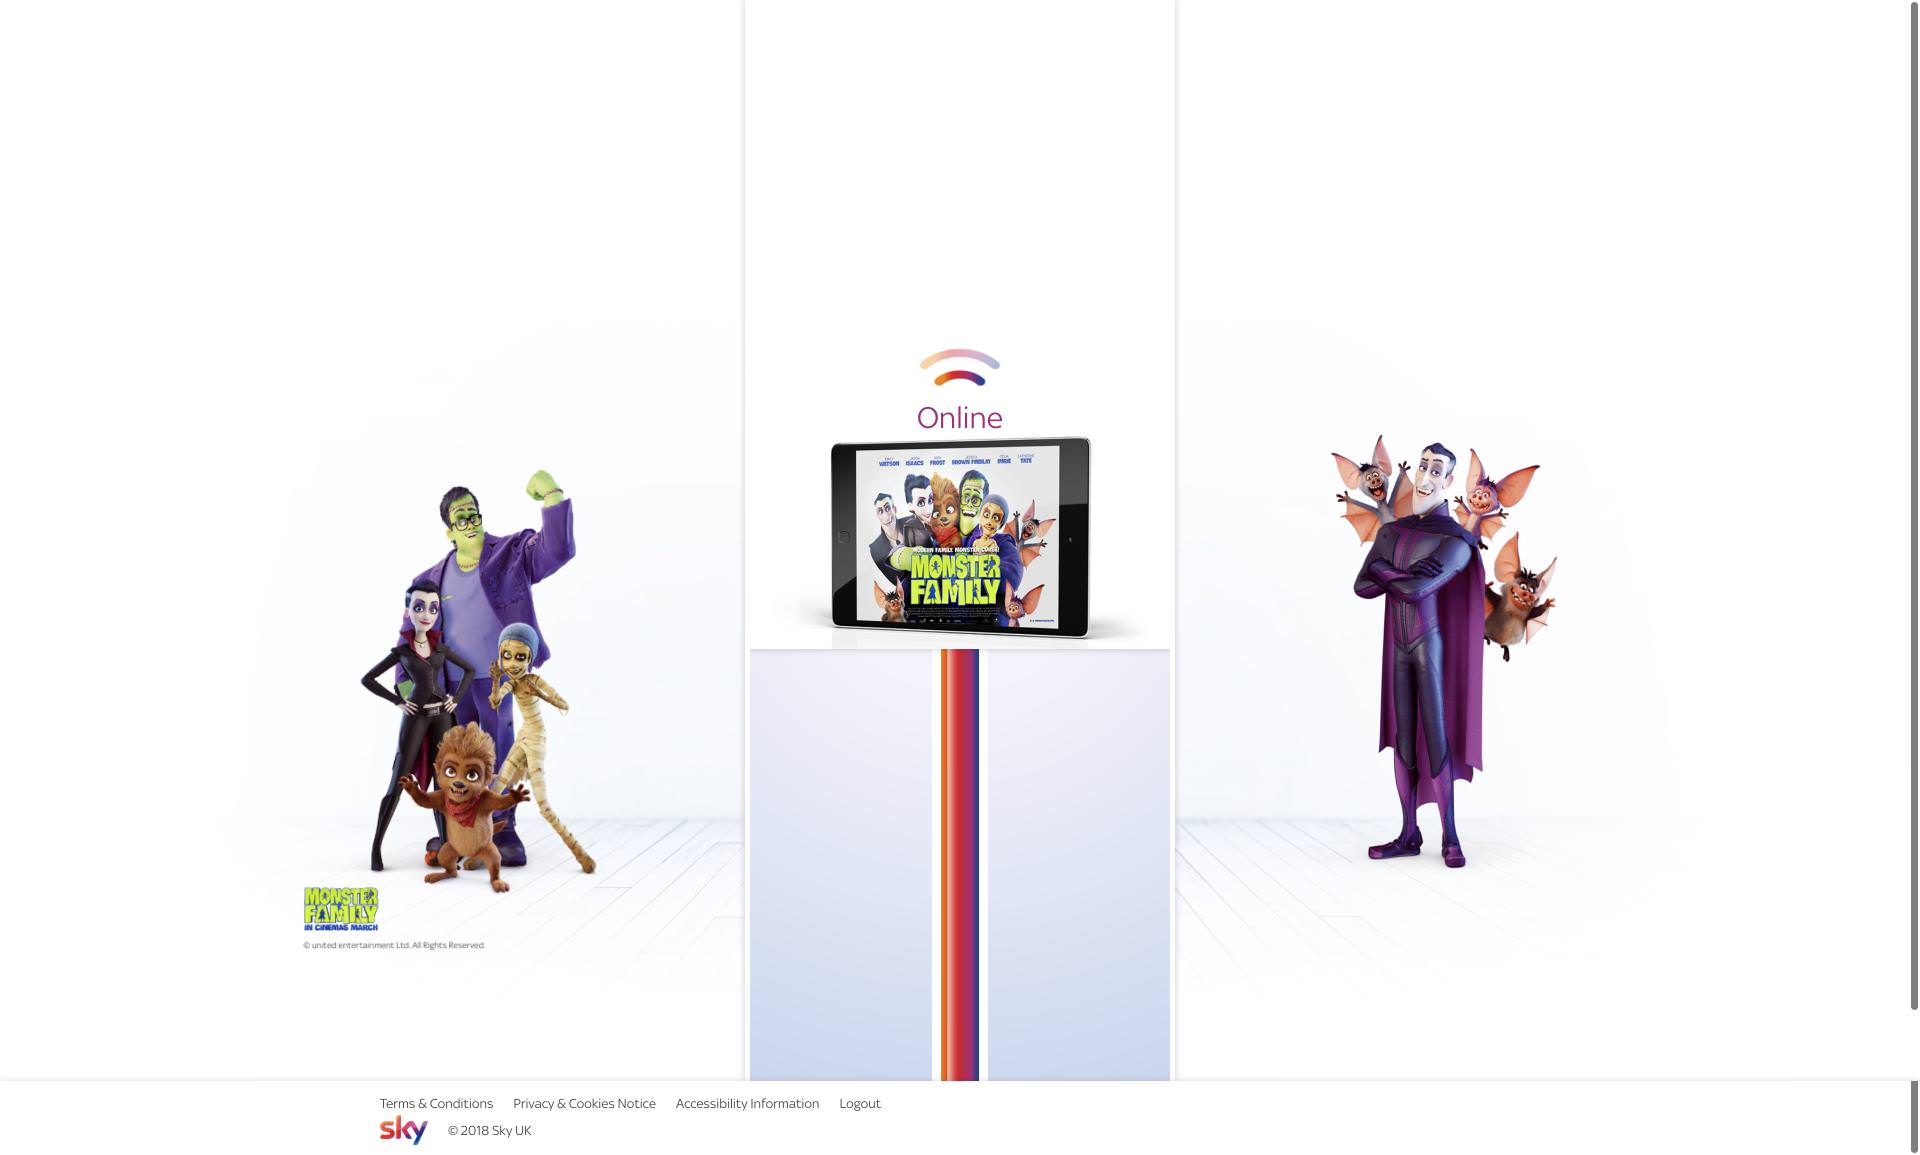 Online
EMILY WATSON JASON ISAACS NICK FROST JESSICA BROWN FINDLAY CELIA IMRIE CATHERINE TATE
MODERN FAMILY. MONSTER CURSE!
MONSTER
FAMILY
MONSTER
FAMILY
IN CINEMAS MARCH
© united entertainment Ltd. All Rights Reserved.
Terms & Conditions Privacy & Cookies Notice Accessibility Information Logout
sky © 2018 Sky UK